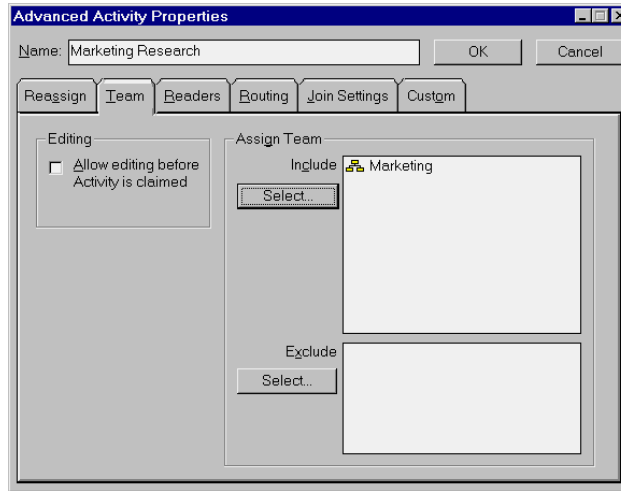 Advanced Activity Properties
Name: Marketing Research OK Cancel
Reassign Team Readers Routing Join Settings Custom
Editing
Allow editing before
Activity is claimed
Assign Team
Include Marketing
Select...
Exclude
Select...